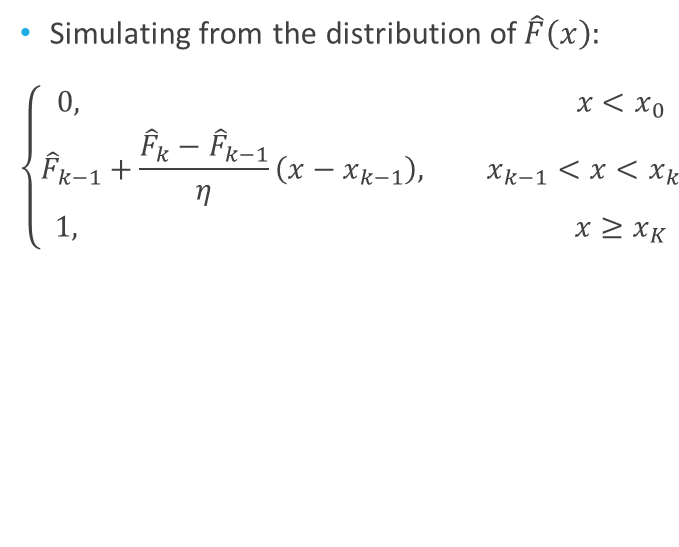 • Simulating from the distribution of F̂(x):
0, x < x₀
F̂ₖ₋₁ + (F̂ₖ − F̂ₖ₋₁)/η (x − xₖ₋₁), xₖ₋₁ < x < xₖ
1, x ≥ x_K